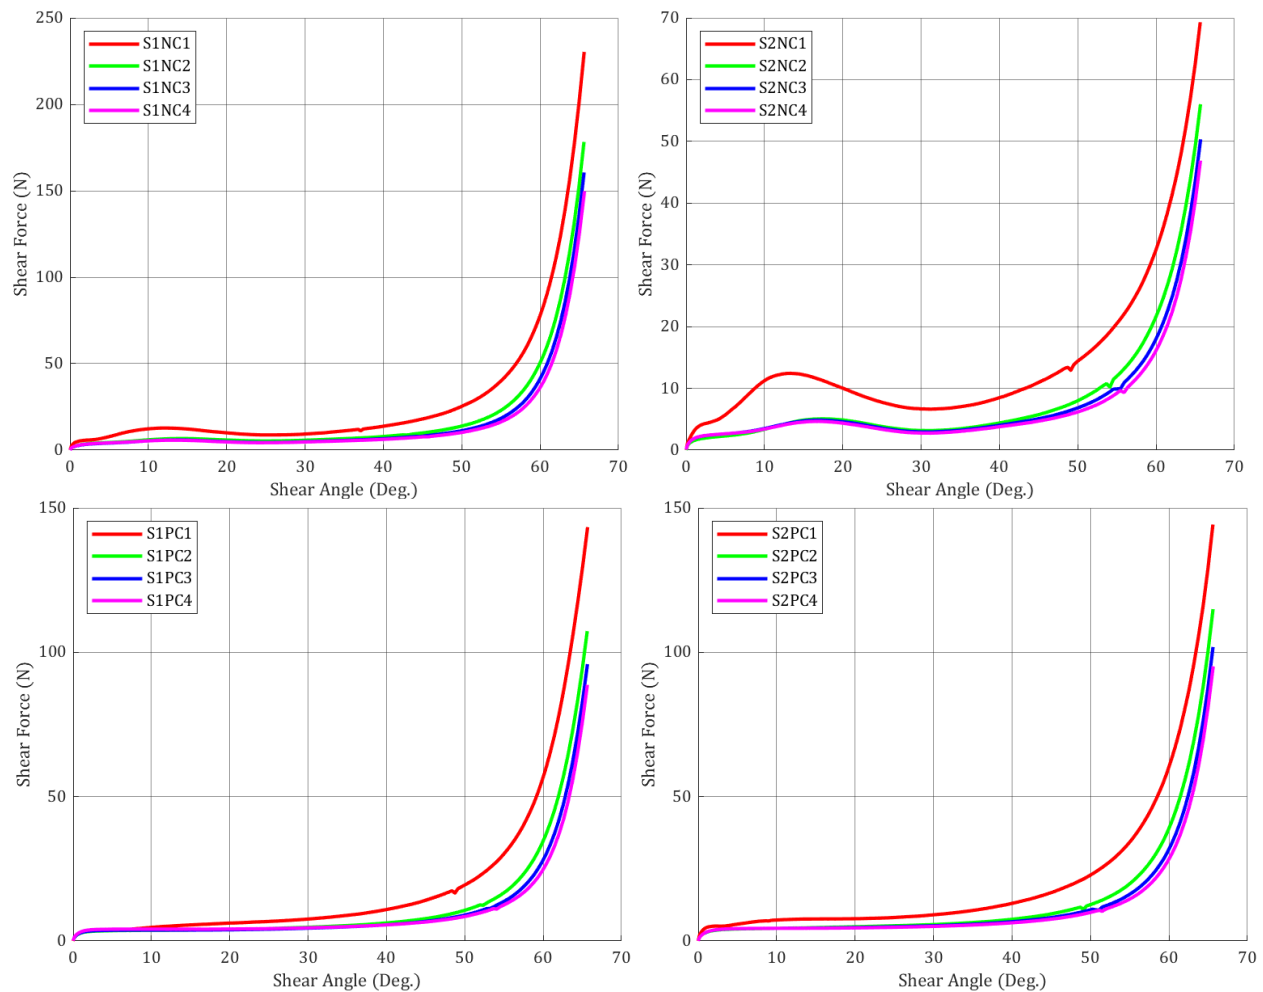 250
200
150
100
50
0
Shear Force (N)
S1NC1
S1NC2
S1NC3
S1NC4
0 10 20 30 40 50 60 70
Shear Angle (Deg.)
70
60
50
40
30
20
10
0
Shear Force (N)
S2NC1
S2NC2
S2NC3
S2NC4
0 10 20 30 40 50 60 70
Shear Angle (Deg.)
150
100
50
0
Shear Force (N)
S1PC1
S1PC2
S1PC3
S1PC4
0 10 20 30 40 50 60 70
Shear Angle (Deg.)
150
100
50
0
Shear Force (N)
S2PC1
S2PC2
S2PC3
S2PC4
0 10 20 30 40 50 60 70
Shear Angle (Deg.)